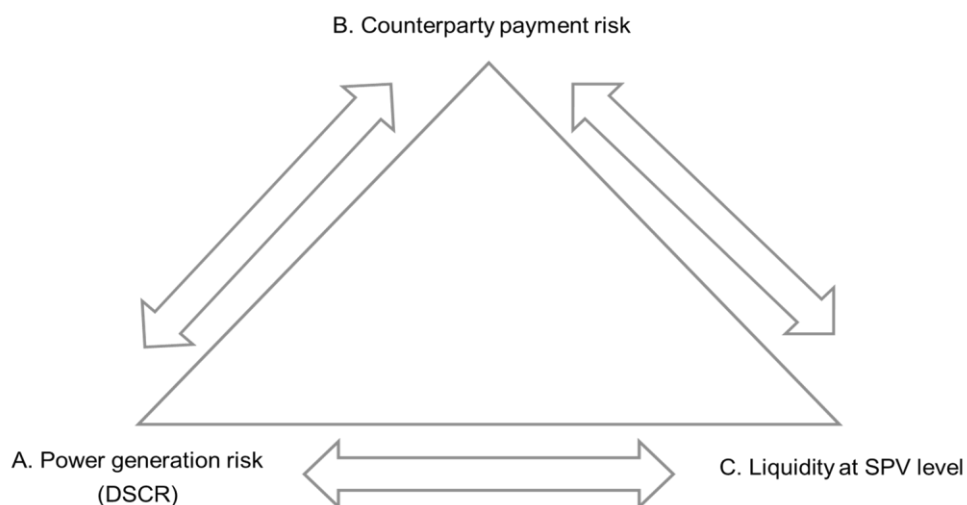 B. Counterparty payment risk
A. Power generation risk
(DSCR)
C. Liquidity at SPV level